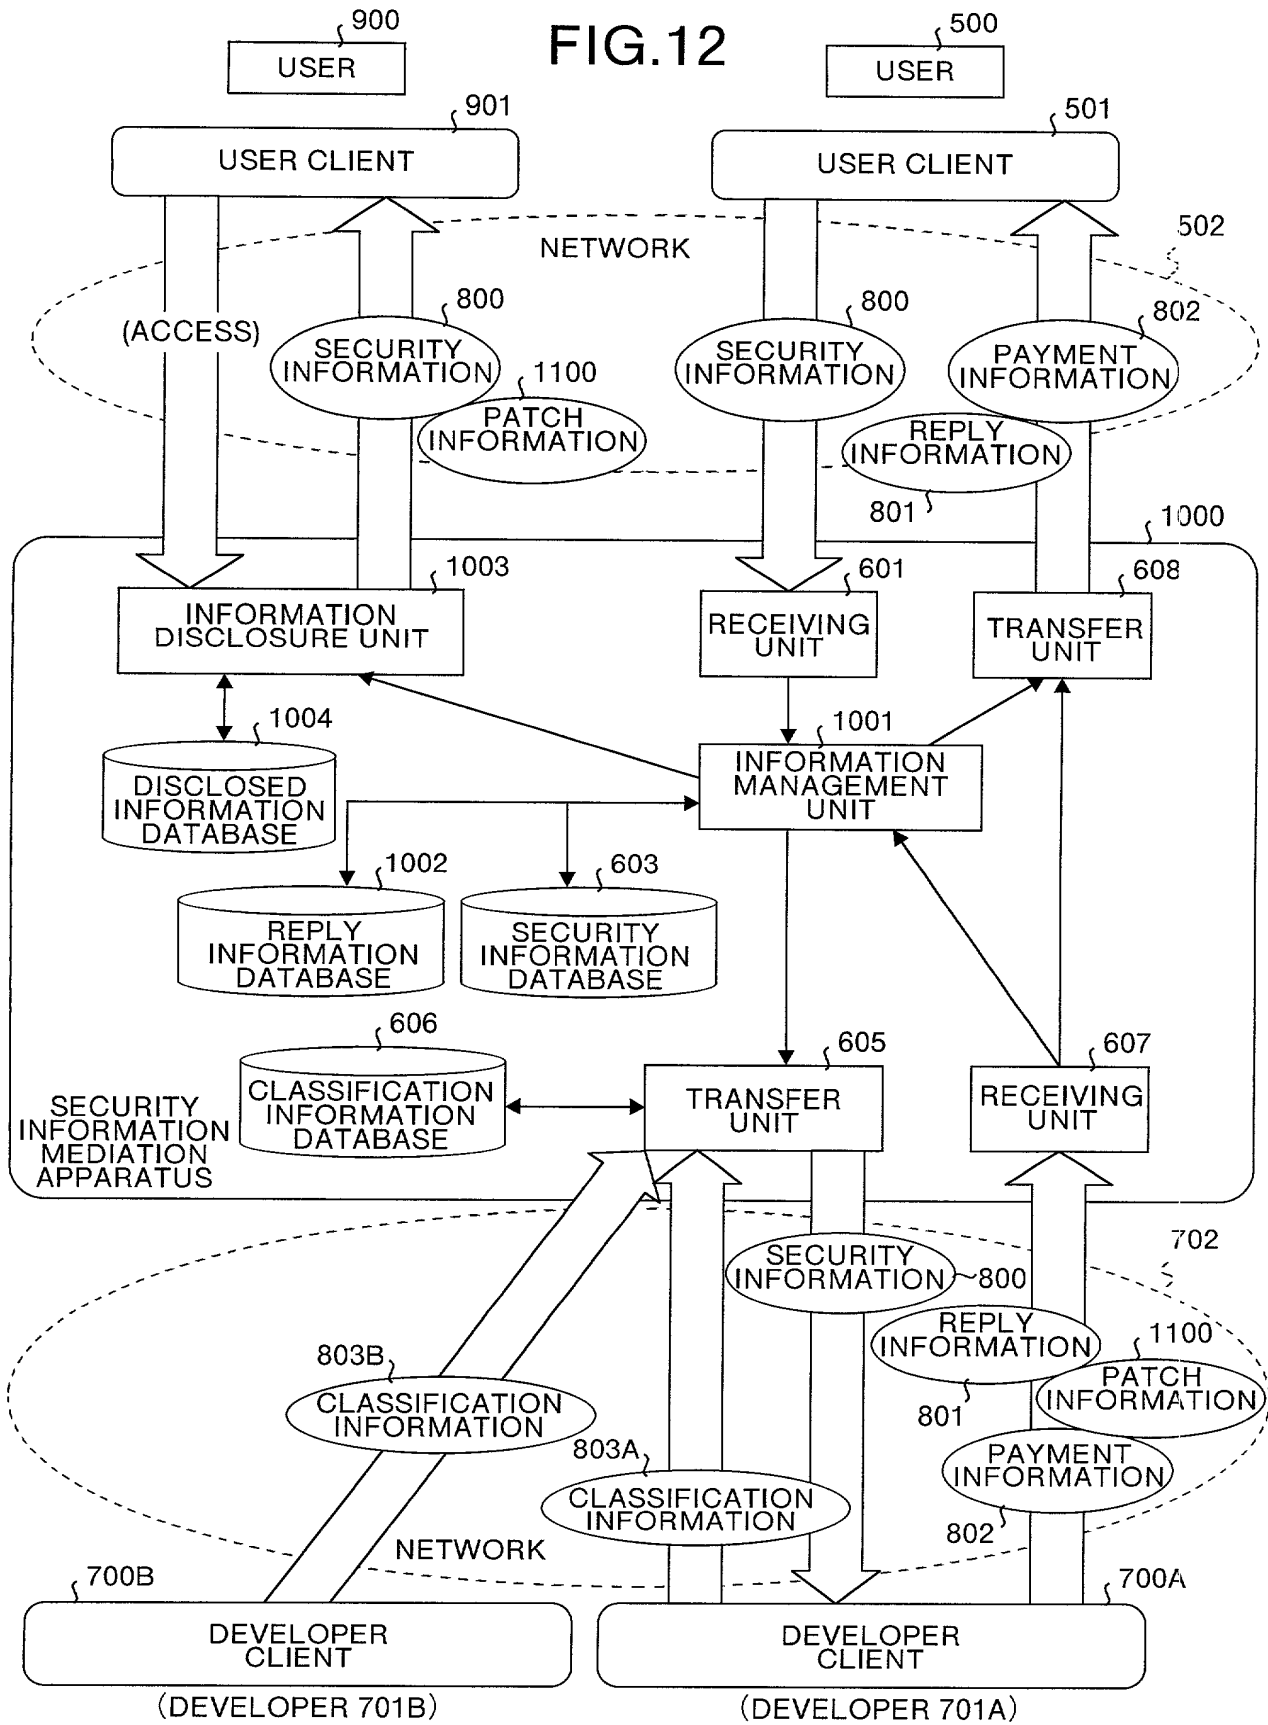 FIG.12
900
USER
500
USER
901
USER CLIENT
501
USER CLIENT
502
NETWORK
(ACCESS)
800
SECURITY
INFORMATION
1100
PATCH
INFORMATION
800
SECURITY
INFORMATION
802
PAYMENT
INFORMATION
REPLY
INFORMATION
801
1000
1003
INFORMATION
DISCLOSURE UNIT
601
RECEIVING
UNIT
608
TRANSFER
UNIT
1004
DISCLOSED
INFORMATION
DATABASE
1001
INFORMATION
MANAGEMENT
UNIT
1002
REPLY
INFORMATION
DATABASE
603
SECURITY
INFORMATION
DATABASE
606
CLASSIFICATION
INFORMATION
DATABASE
605
TRANSFER
UNIT
607
RECEIVING
UNIT
SECURITY
INFORMATION
MEDIATION
APPARATUS
702
SECURITY
INFORMATION
800
REPLY
INFORMATION
801
1100
PATCH
INFORMATION
PAYMENT
INFORMATION
802
803B
CLASSIFICATION
INFORMATION
803A
CLASSIFICATION
INFORMATION
NETWORK
700B
DEVELOPER
CLIENT
(DEVELOPER 701B)
700A
DEVELOPER
CLIENT
(DEVELOPER 701A)